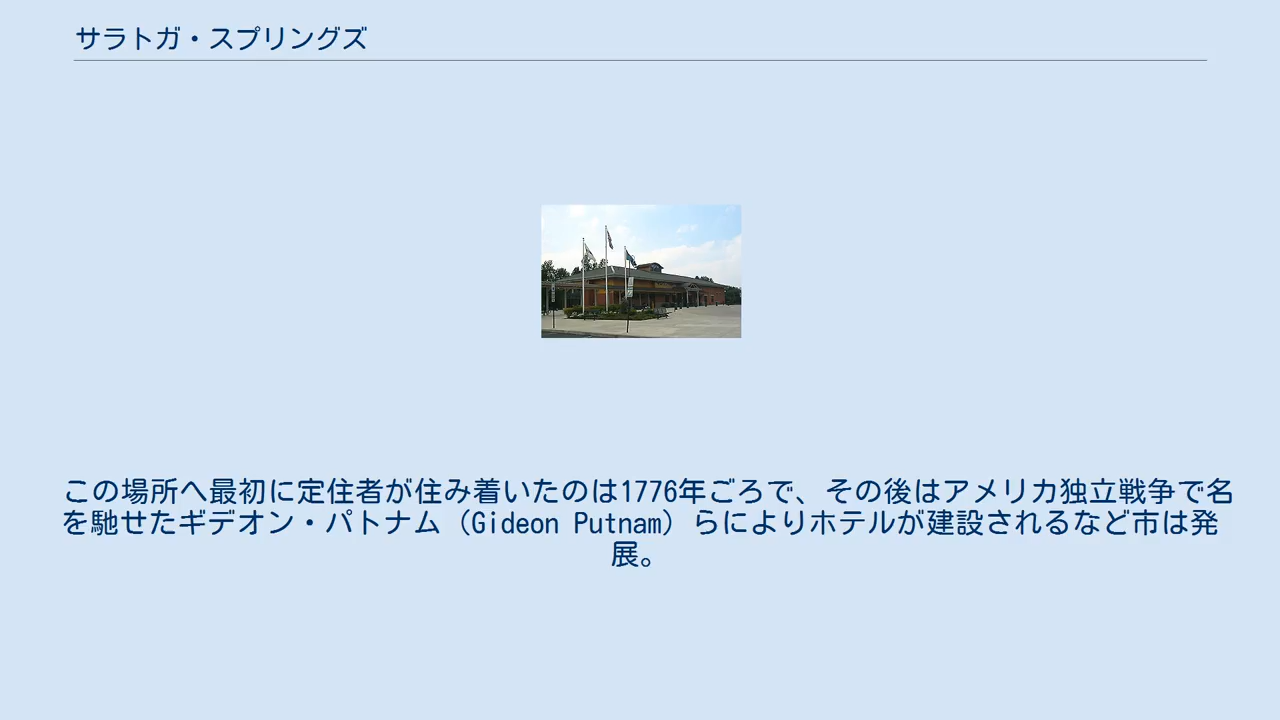 サラトガ・スプリングズ
この場所へ最初に定住者が住み着いたのは1776年ごろで、その後はアメリカ独立戦争で名
を馳せたギデオン・パトナム（Gideon Putnam）らによりホテルが建設されるなど市は発
展。